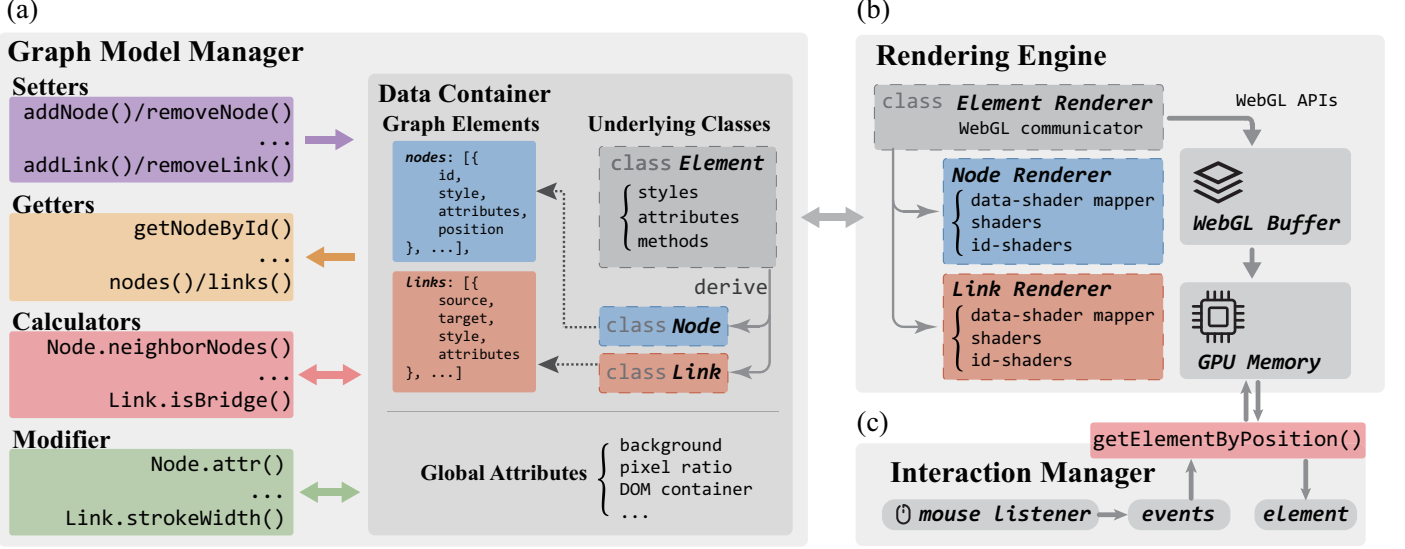 (a)
Graph Model Manager
Setters
addNode()/removeNode()
...
addLink()/removeLink()
Getters
getNodeById()
...
nodes()/links()
Calculators
Node.neighborNodes()
...
Link.isBridge()
Modifier
Node.attr()
...
Link.strokeWidth()
Data Container
Graph Elements
nodes: [{
id,
style,
attributes,
position
}, ...],
links: [{
source,
target,
style,
attributes
}, ...]
Underlying Classes
class Element
styles
attributes
methods
derive
class Node
class Link
Global Attributes
background
pixel ratio
DOM container
...
(b)
Rendering Engine
class Element Renderer
WebGL communicator
WebGL APIs
Node Renderer
data-shader mapper
shaders
id-shaders
Link Renderer
data-shader mapper
shaders
id-shaders
WebGL Buffer
GPU Memory
(c)
getElementByPosition()
Interaction Manager
mouse listener
events
element